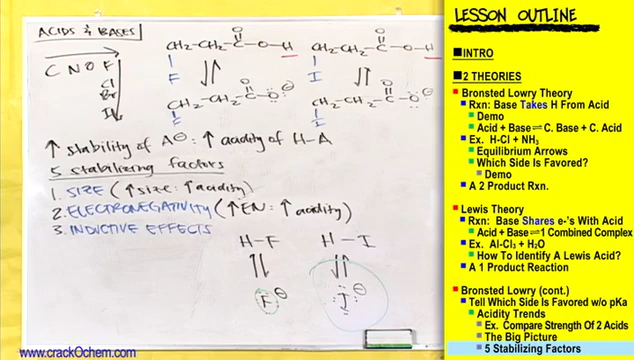 ACIDS & BASES
C N O F
Cl
Br
I
CH₂-CH₂-C-O-H
O
F
CH₂-CH₂-C-O⊖
O
F
CH₂-CH₂-C-O-H
O
I
CH₂-CH₂-C-O⊖
O
I
↑ stability of A⊖ : ↑ acidity of H-A
5 stabilizing factors
1. SIZE (↑size: ↑ acidity)
2. ELECTRONEGATIVITY (↑EN: ↑ acidity)
3. INDUCTIVE EFFECTS
H-F H-I
F⊖ I⊖
www.crackOchem.com
LESSON OUTLINE
INTRO
2 THEORIES
Bronsted Lowry Theory
Rxn: Base Takes H From Acid
Demo
Acid + Base ⇌ C. Base + C. Acid
Ex. H-Cl + NH₃
Equilibrium Arrows
Which Side Is Favored?
Demo
A 2 Product Rxn.
Lewis Theory
Rxn: Base Shares e-'s With Acid
Acid + Base ⇌ 1 Combined Complex
Ex. Al-Cl₃ + H₂O
How To Identify A Lewis Acid?
A 1 Product Reaction
Bronsted Lowry (cont.)
Tell Which Side Is Favored w/o pKa
Acidity Trends
Ex. Compare Strength Of 2 Acids
The Big Picture
5 Stabilizing Factors